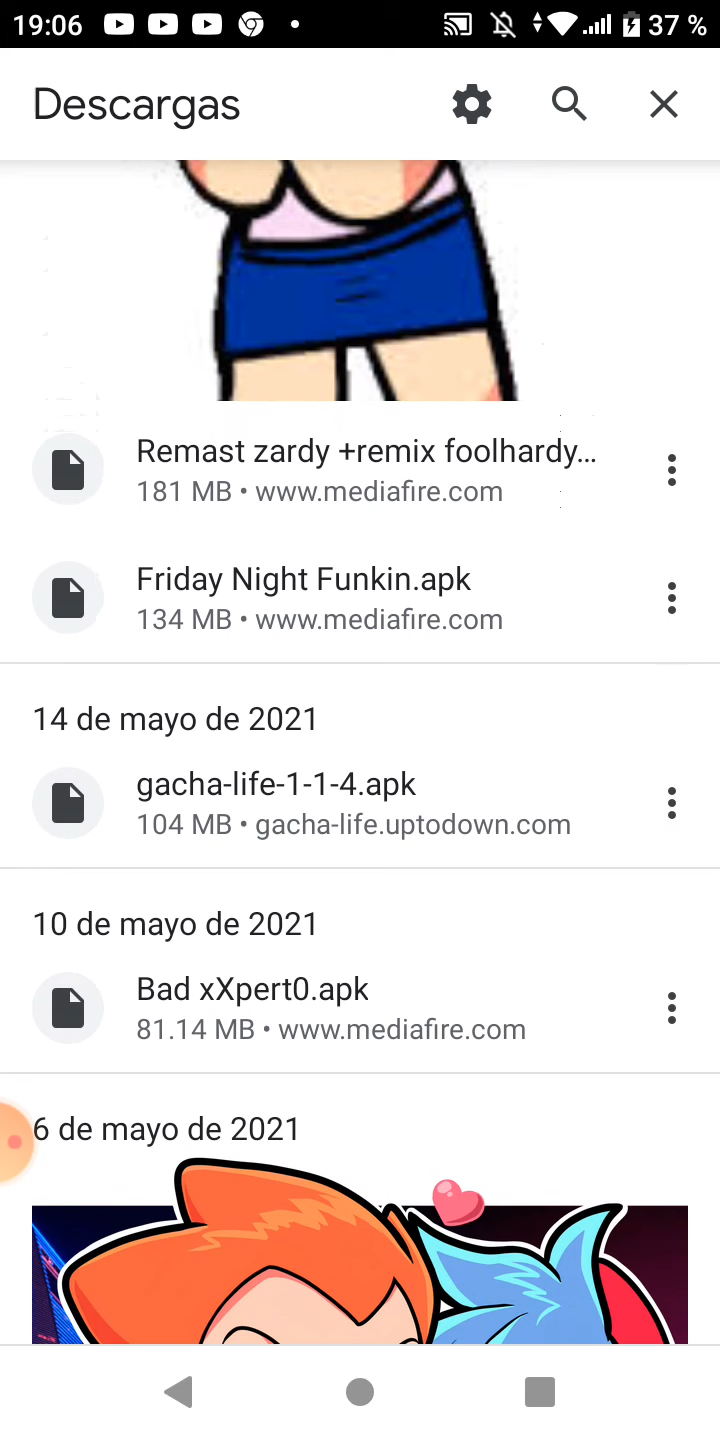 19:06
37 %
Descargas
Remast zardy +remix foolhardy...
181 MB • www.mediafire.com
Friday Night Funkin.apk
134 MB • www.mediafire.com
14 de mayo de 2021
gacha-life-1-1-4.apk
104 MB • gacha-life.uptodown.com
10 de mayo de 2021
Bad xXpert0.apk
81.14 MB • www.mediafire.com
6 de mayo de 2021